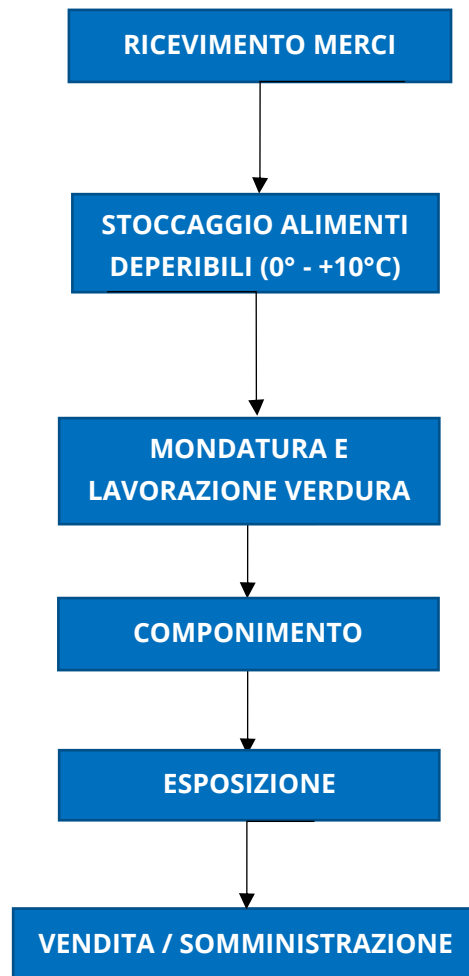 RICEVIMENTO MERCI
STOCCAGGIO ALIMENTI
DEPERIBILI (0° - +10°C)
MONDATURA E
LAVORAZIONE VERDURA
COMPONIMENTO
ESPOSIZIONE
VENDITA / SOMMINISTRAZIONE